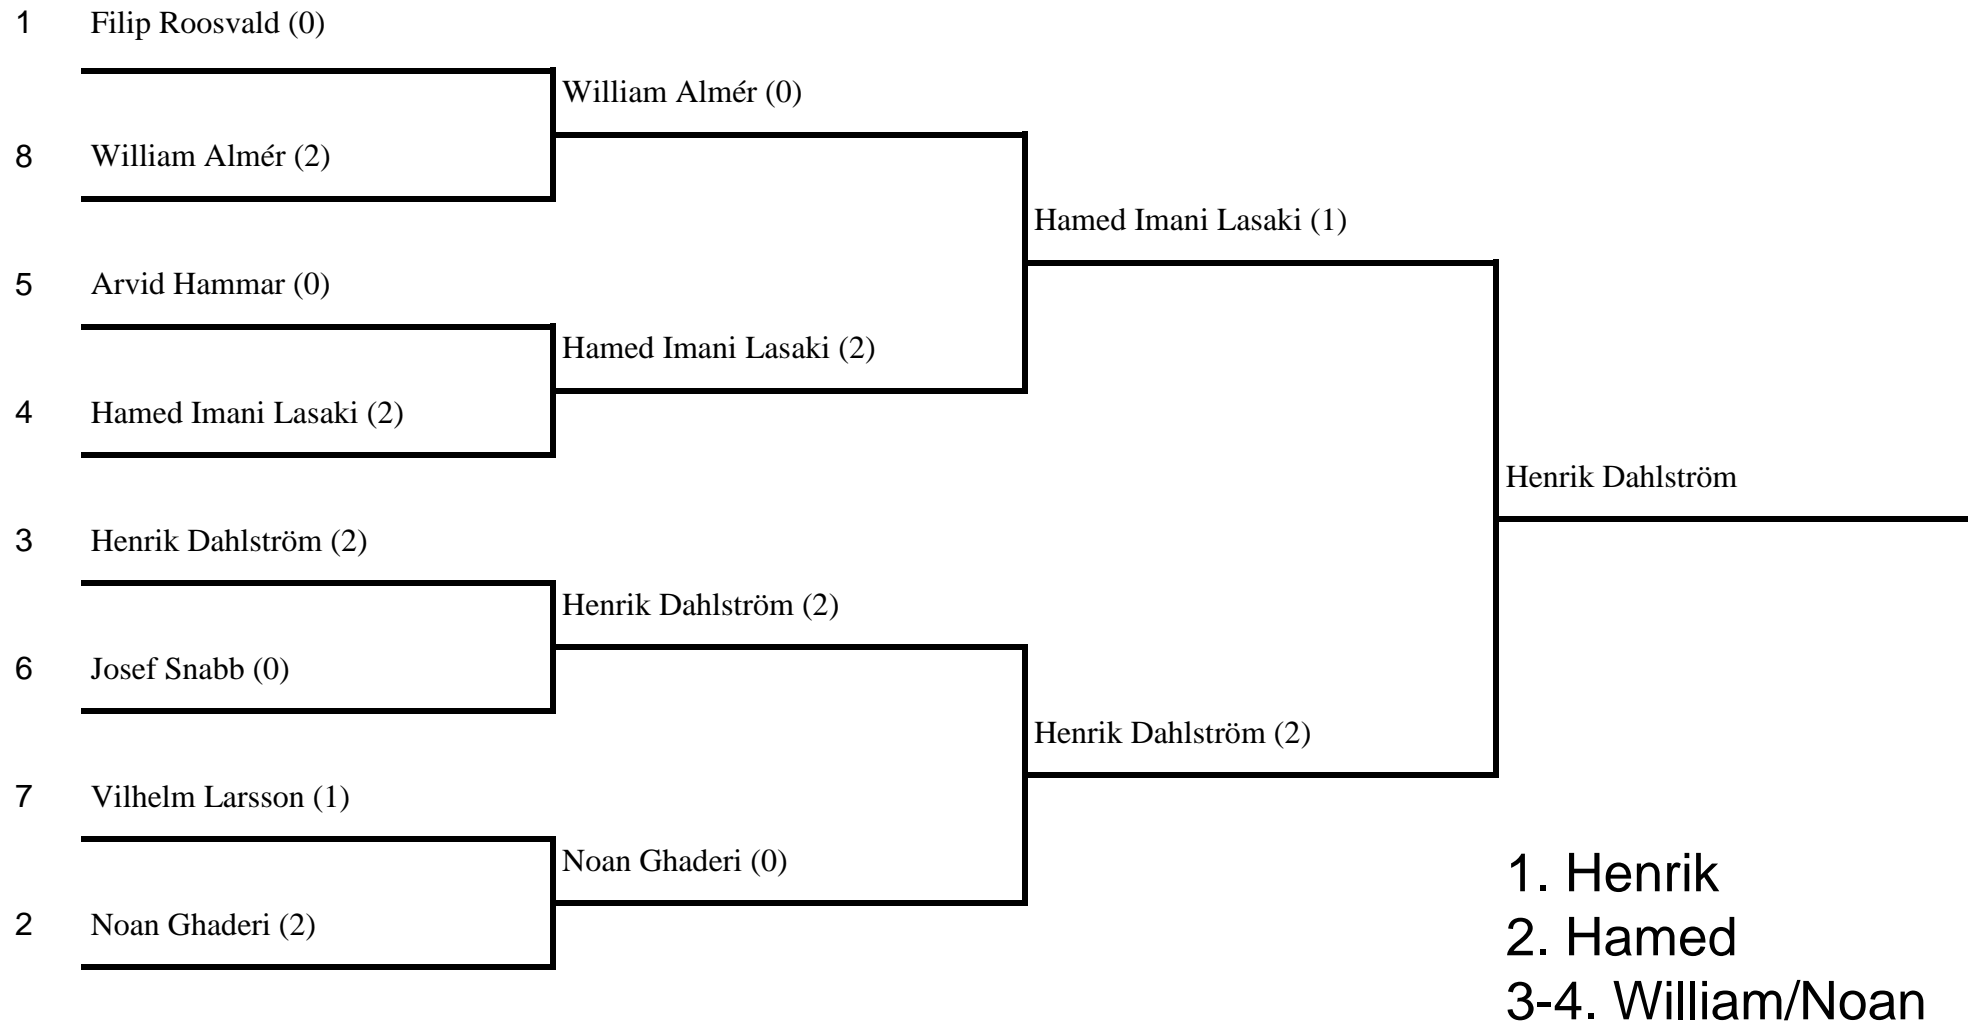 1 Filip Roosvald (0)
William Almér (0)
8 William Almér (2)
Hamed Imani Lasaki (1)
5 Arvid Hammar (0)
Hamed Imani Lasaki (2)
4 Hamed Imani Lasaki (2)
Henrik Dahlström
3 Henrik Dahlström (2)
Henrik Dahlström (2)
6 Josef Snabb (0)
Henrik Dahlström (2)
7 Vilhelm Larsson (1)
Noan Ghaderi (0)
2 Noan Ghaderi (2)
1. Henrik
2. Hamed
3-4. William/Noan